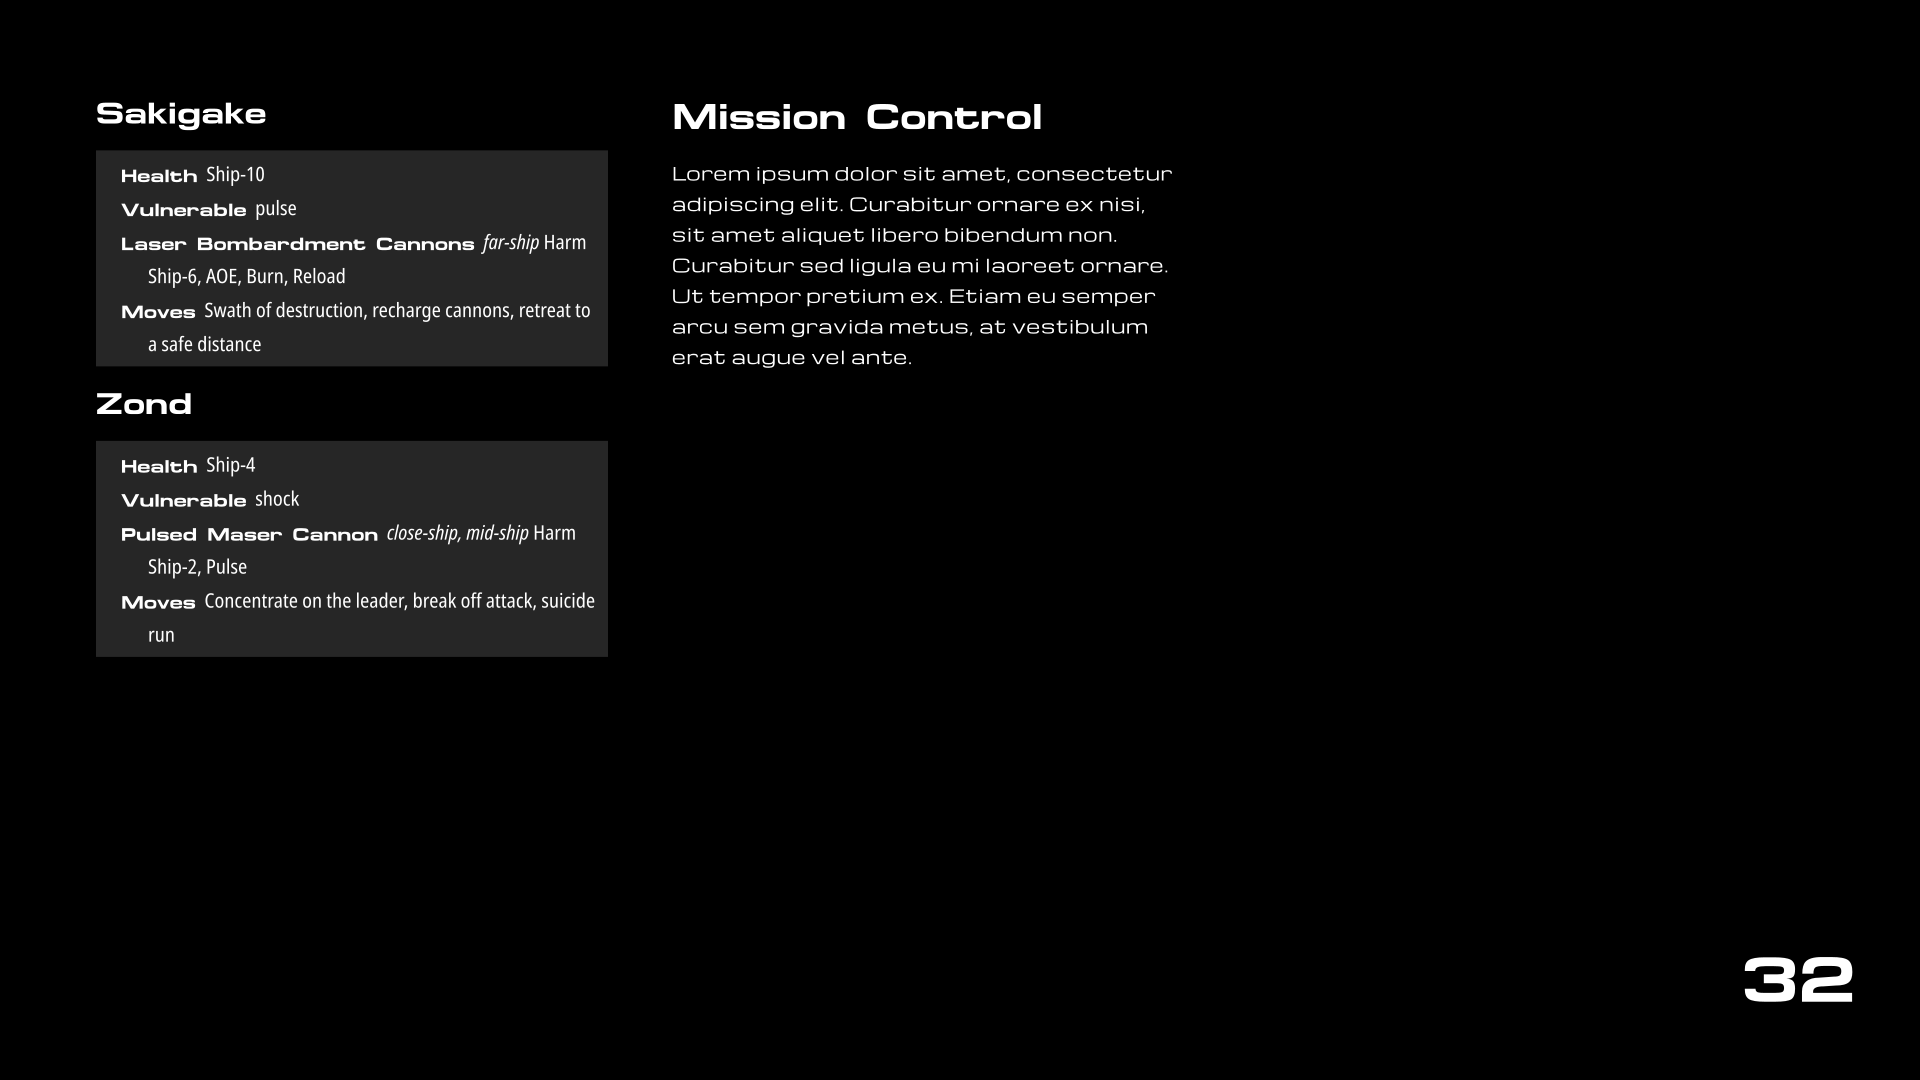 Sakigake
Health Ship-10
Vulnerable pulse
Laser Bombardment Cannons far-ship Harm
Ship-6, AOE, Burn, Reload
Moves Swath of destruction, recharge cannons, retreat to
a safe distance
Zond
Health Ship-4
Vulnerable shock
Pulsed Maser Cannon close-ship, mid-ship Harm
Ship-2, Pulse
Moves Concentrate on the leader, break off attack, suicide
run
Mission Control
Lorem ipsum dolor sit amet, consectetur
adipiscing elit. Curabitur ornare ex nisi,
sit amet aliquet libero bibendum non.
Curabitur sed ligula eu mi laoreet ornare.
Ut tempor pretium ex. Etiam eu semper
arcu sem gravida metus, at vestibulum
erat augue vel ante.
32